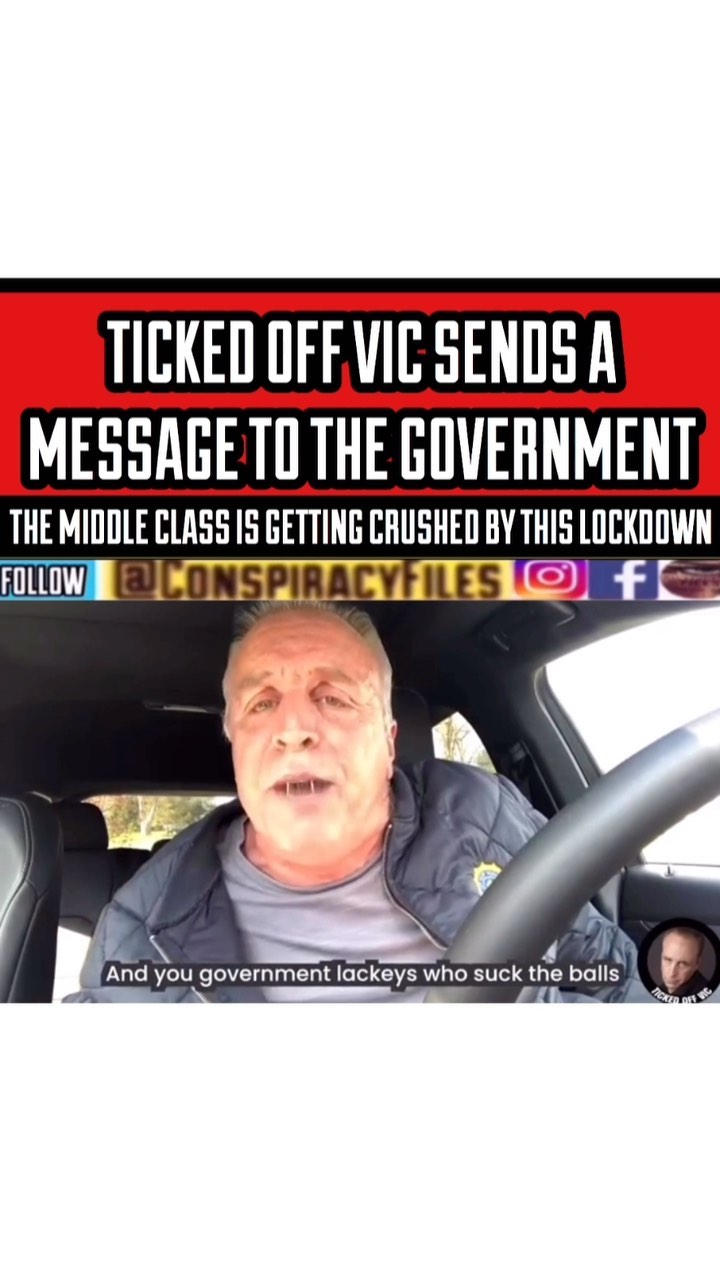 TICKED OFF VIC SENDS A
MESSAGE TO THE GOVERNMENT
THE MIDDLE CLASS IS GETTING CRUSHED BY THIS LOCKDOWN
FOLLOW @CONSPIRACYFILES
And you government lackeys who suck the balls
TICKED OFF VIC